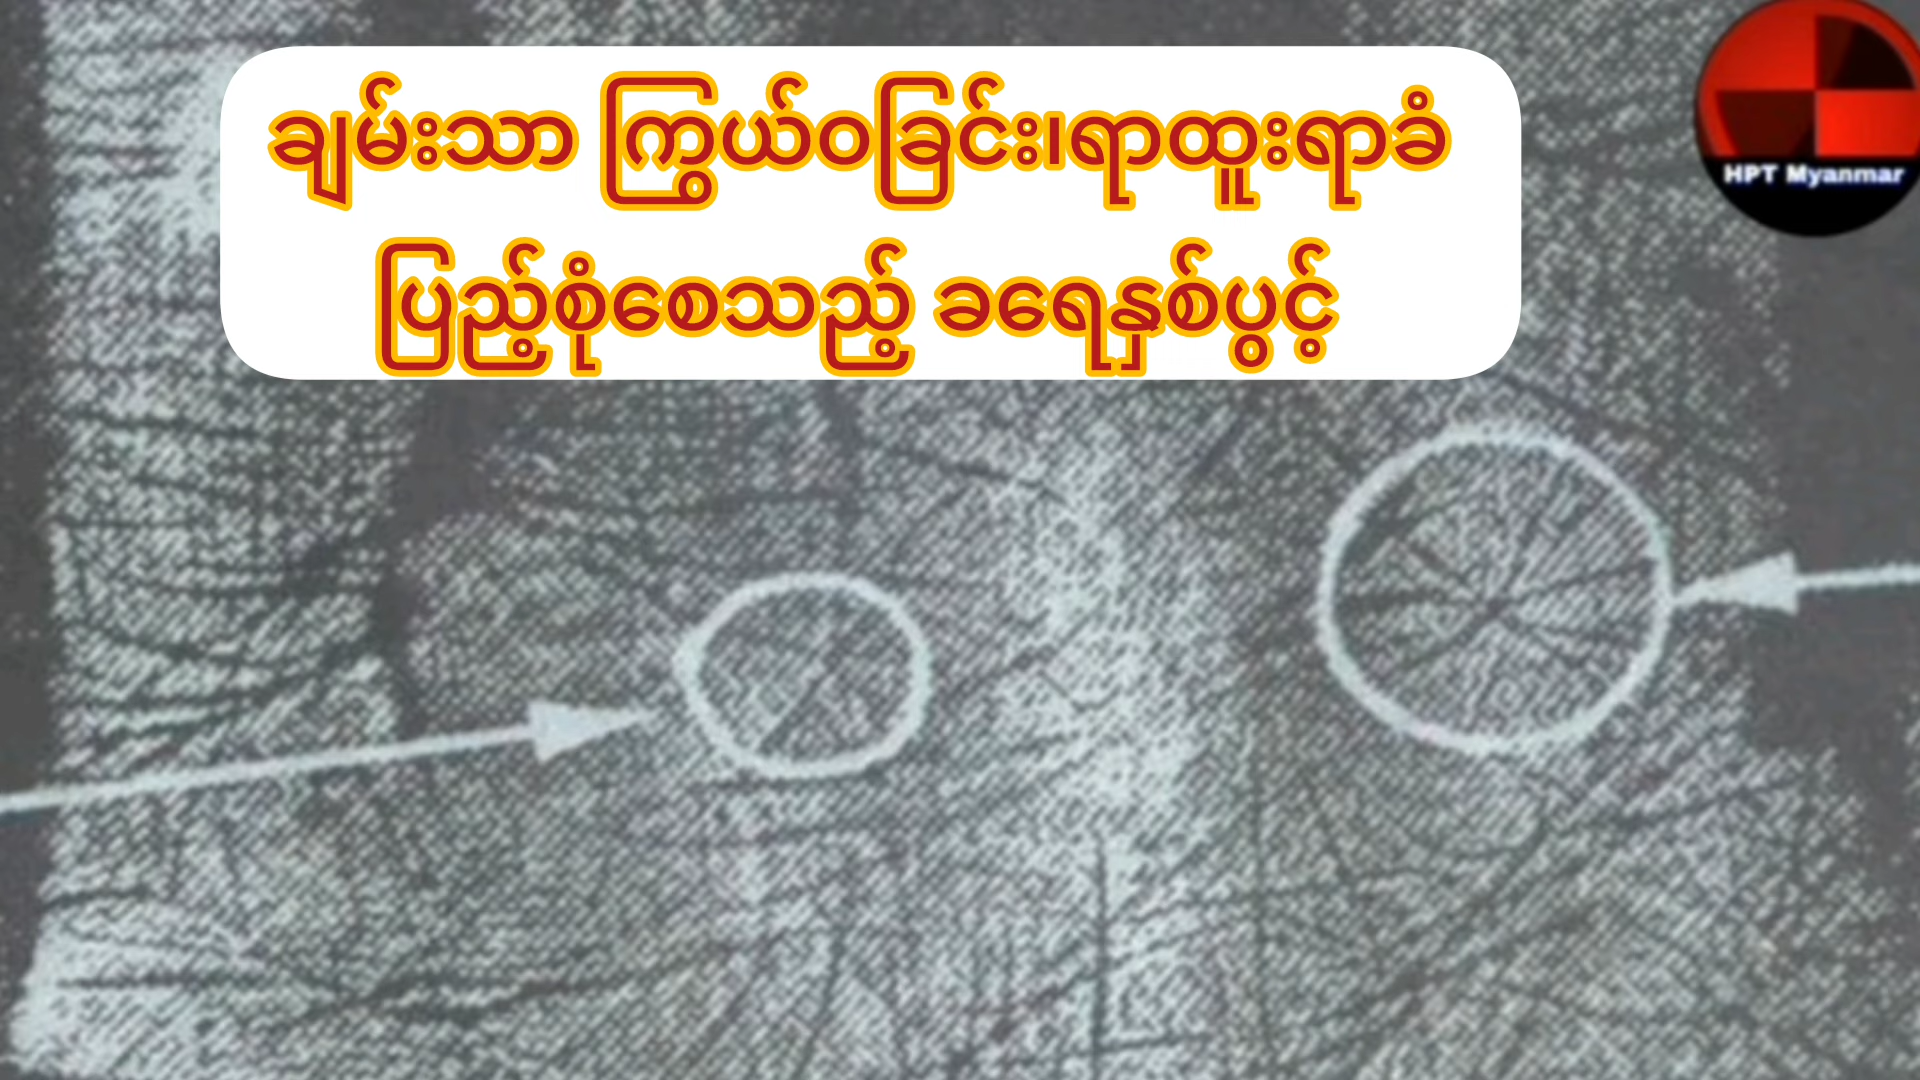 ချမ်းသာ ကြွယ်ဝခြင်း၊ရာထူးရာခံ
ပြည့်စုံစေသည့် ခရေနှစ်ပွင့်
HPT Myanmar